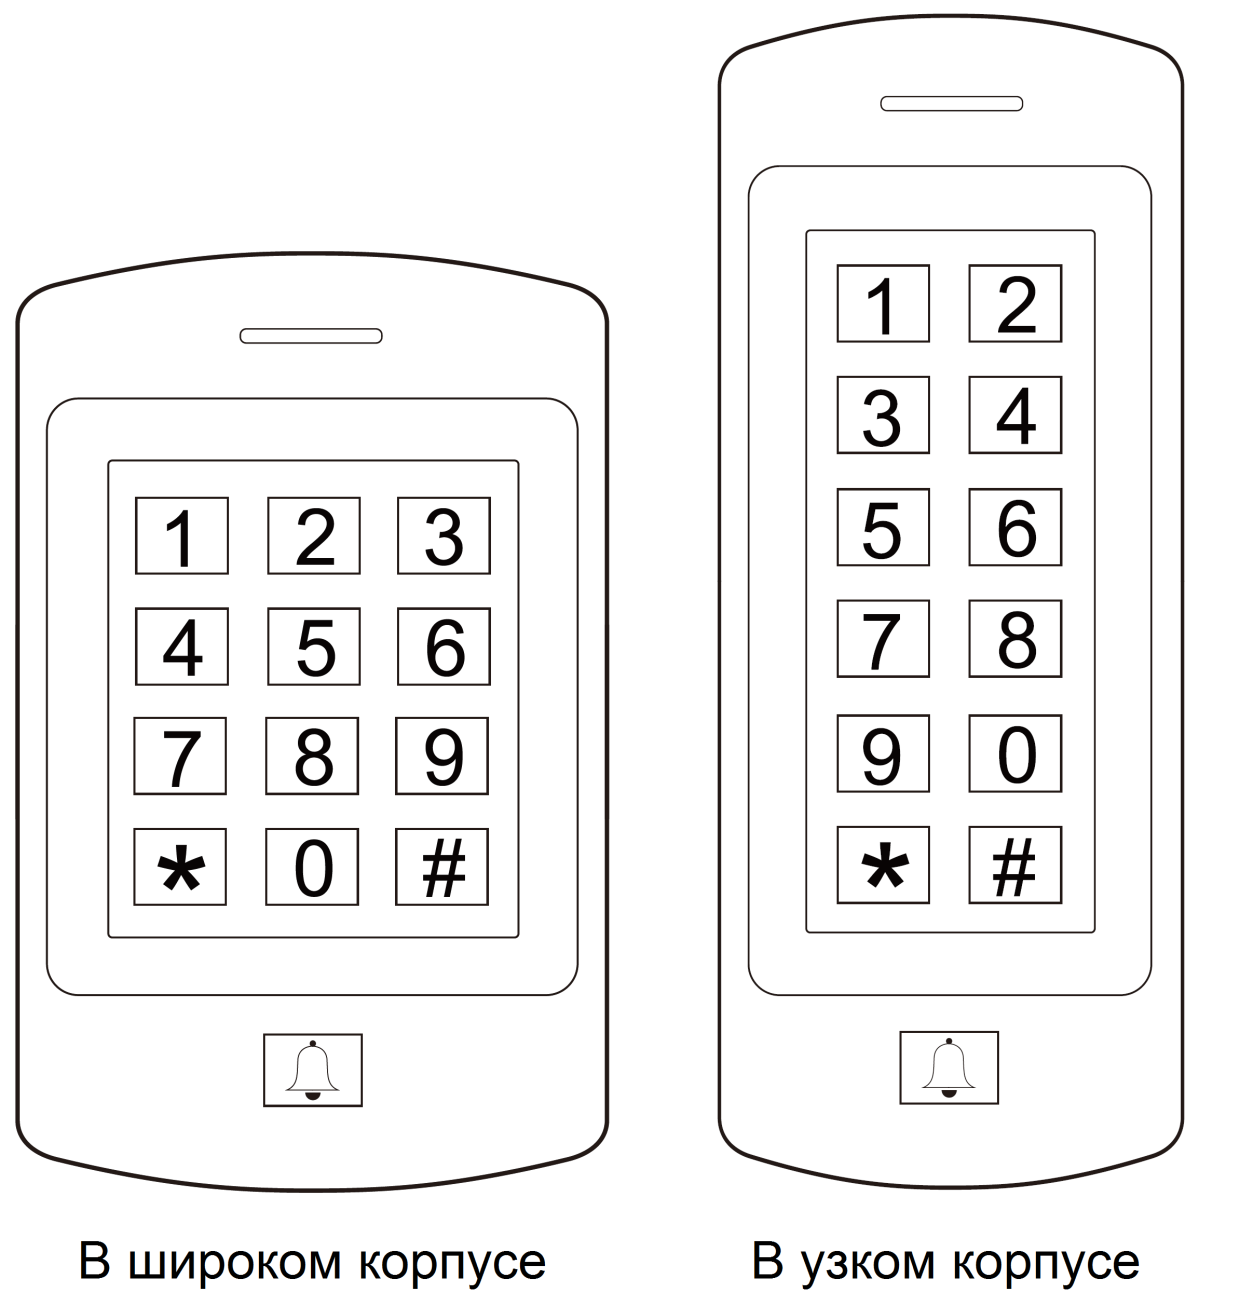 1 2 3
4 5 6
7 8 9
* 0 #
В широком корпусе
1 2
3 4
5 6
7 8
9 0
* #
В узком корпусе